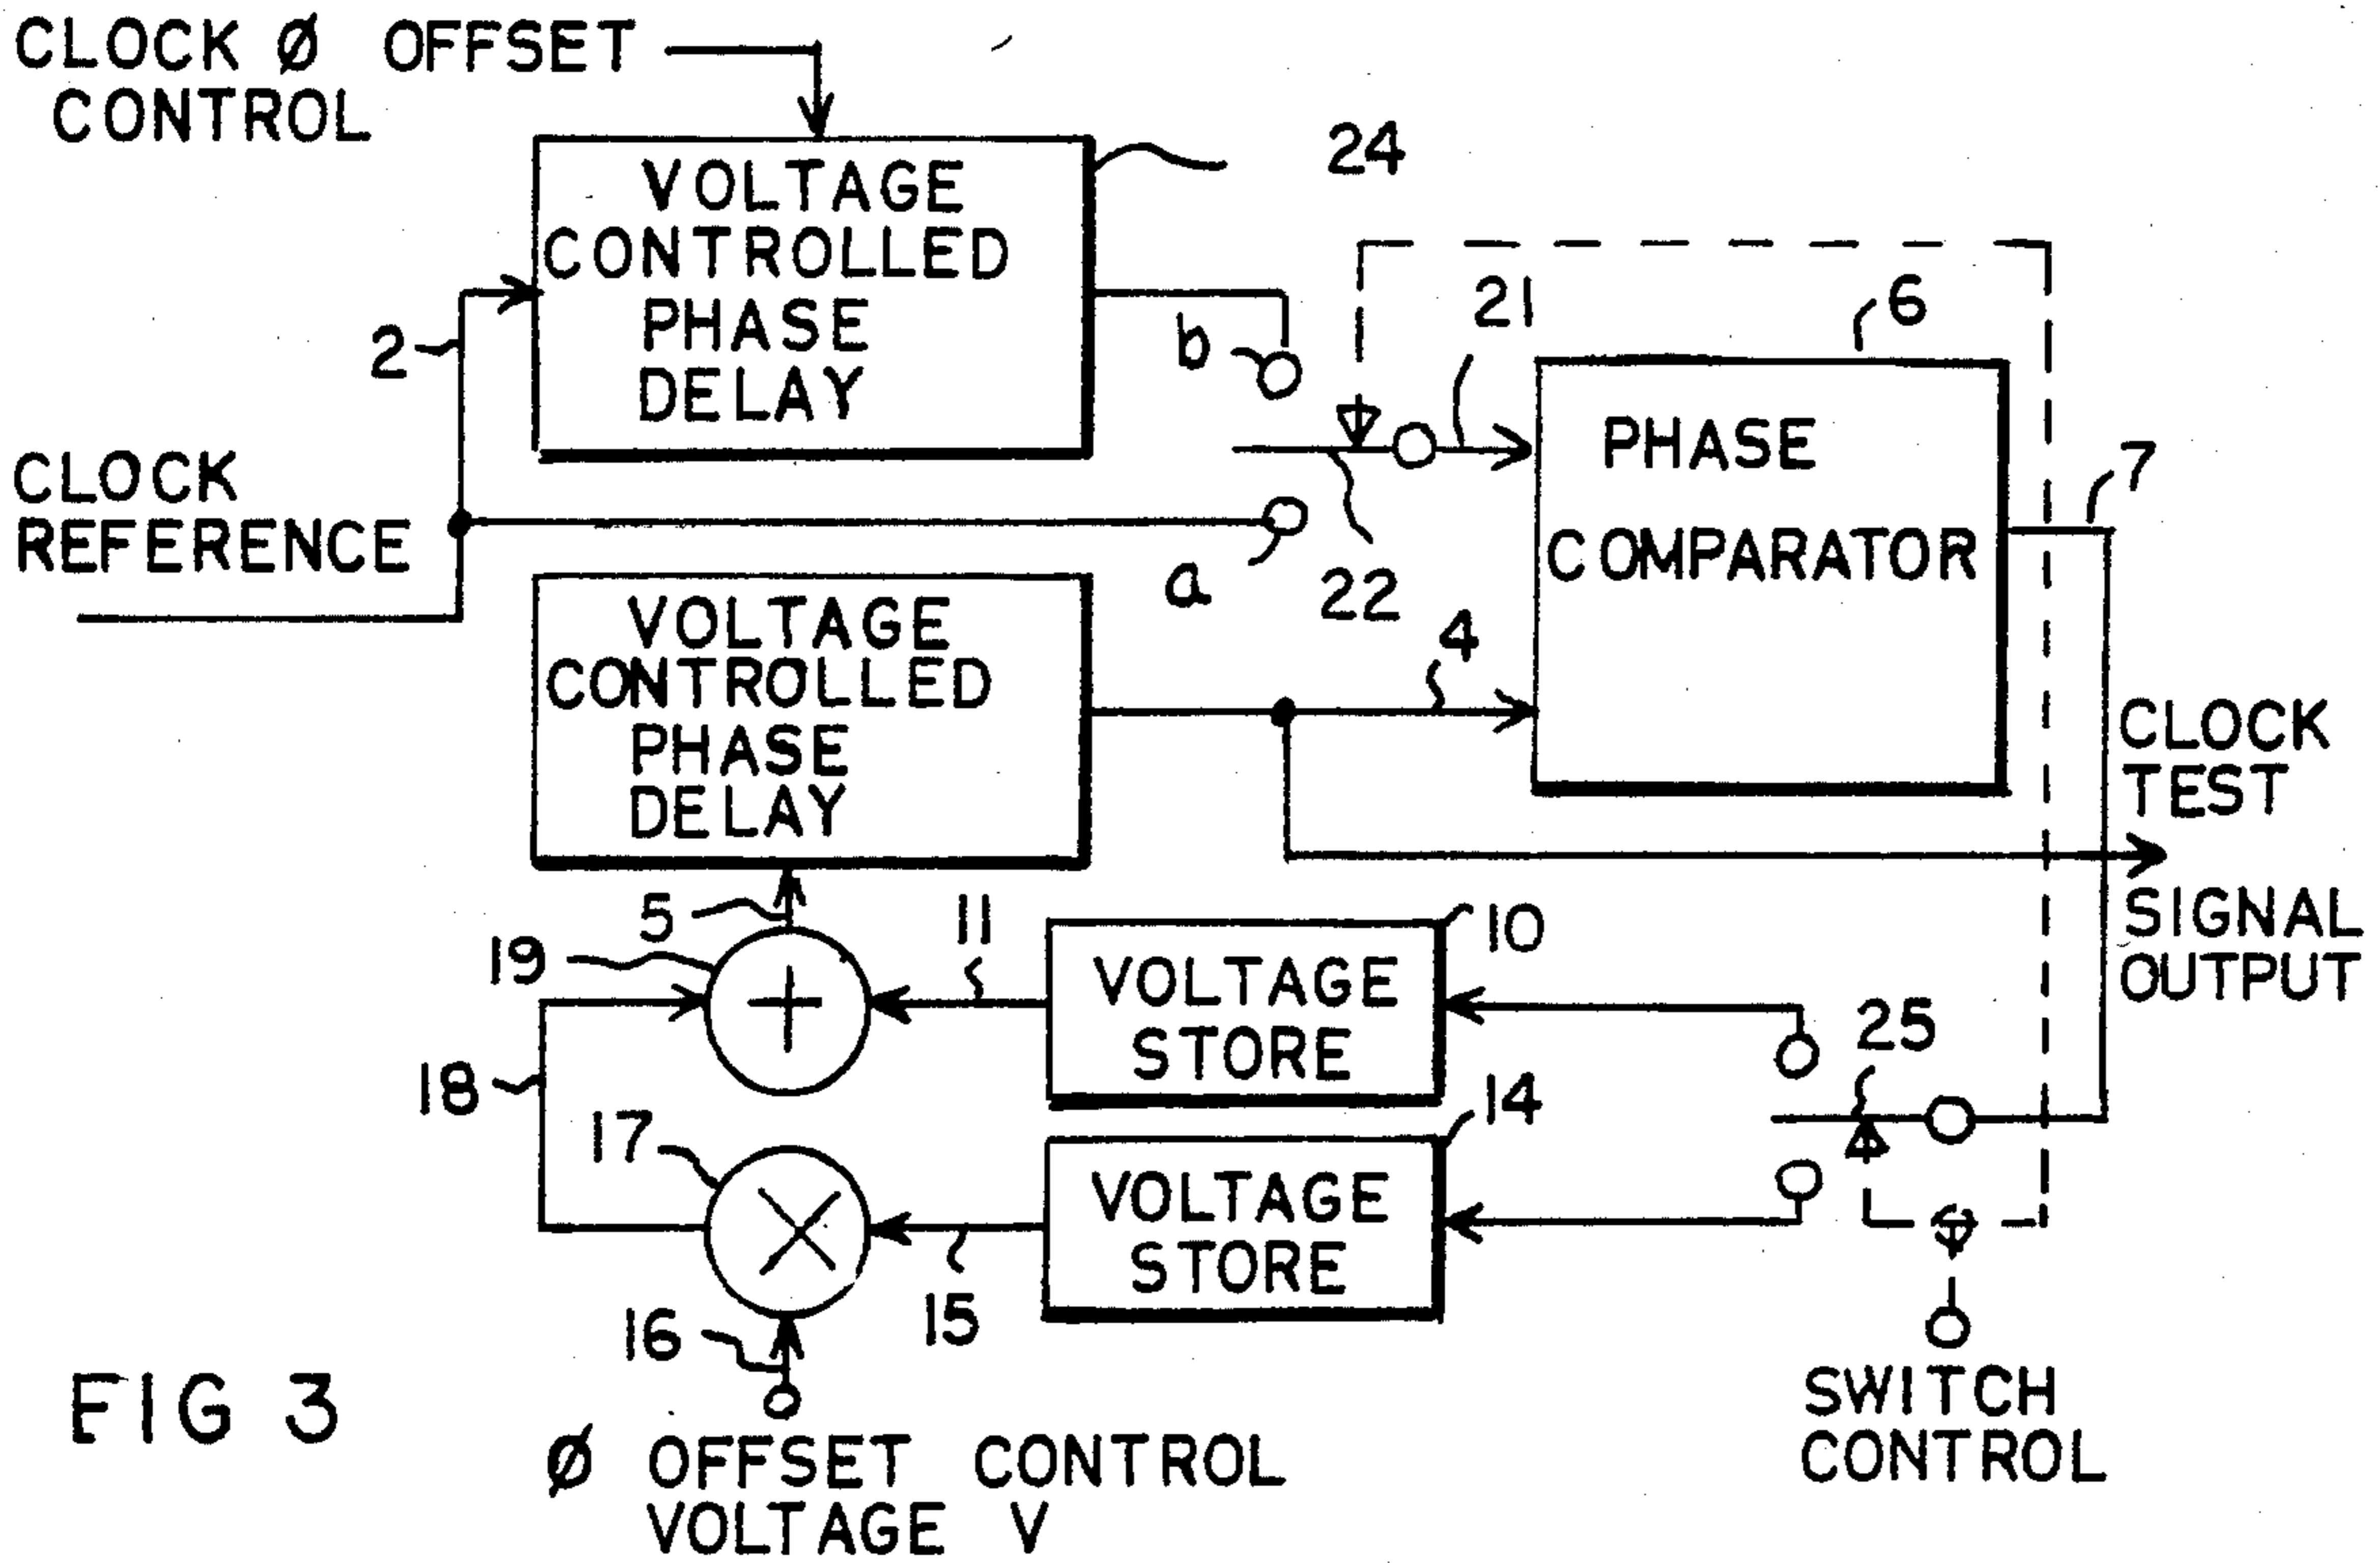 CLOCK Ø OFFSET
CONTROL
24
VOLTAGE
CONTROLLED
PHASE
DELAY
2
b
21
6
CLOCK
REFERENCE
PHASE
COMPARATOR
7
a
22
4
VOLTAGE
CONTROLLED
PHASE
DELAY
CLOCK
TEST
SIGNAL
OUTPUT
5
11
10
19
VOLTAGE
STORE
25
18
17
14
VOLTAGE
STORE
16
15
SWITCH
CONTROL
FIG 3
Ø OFFSET CONTROL
VOLTAGE V